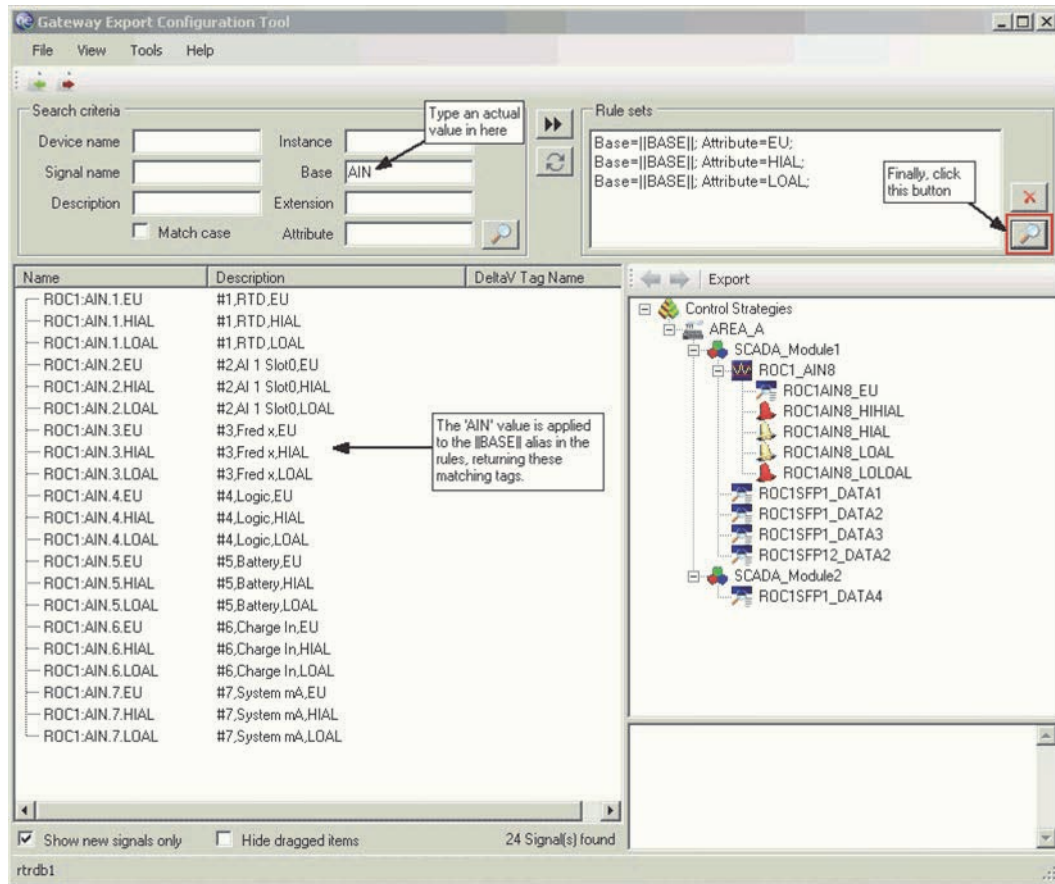 Gateway Export Configuration Tool
File View Tools Help
Search criteria
Device name
Instance
Signal name
Base AIN
Description
Extension
Match case
Attribute
Type an actual
value in here
Rule sets
Base=||BASE||; Attribute=EU;
Base=||BASE||; Attribute=HIAL;
Base=||BASE||; Attribute=LOAL;
Finally, click
this button
Name Description DeltaV Tag Name
ROC1:AIN.1.EU #1,RTD,EU
ROC1:AIN.1.HIAL #1,RTD,HIAL
ROC1:AIN.1.LOAL #1,RTD,LOAL
ROC1:AIN.2.EU #2,AI 1 Slot0,EU
ROC1:AIN.2.HIAL #2,AI 1 Slot0,HIAL
ROC1:AIN.2.LOAL #2,AI 1 Slot0,LOAL
ROC1:AIN.3.EU #3,Fred x,EU
ROC1:AIN.3.HIAL #3,Fred x,HIAL
ROC1:AIN.3.LOAL #3,Fred x,LOAL
ROC1:AIN.4.EU #4,Logic,EU
ROC1:AIN.4.HIAL #4,Logic,HIAL
ROC1:AIN.4.LOAL #4,Logic,LOAL
ROC1:AIN.5.EU #5,Battery,EU
ROC1:AIN.5.HIAL #5,Battery,HIAL
ROC1:AIN.5.LOAL #5,Battery,LOAL
ROC1:AIN.6.EU #6,Charge In,EU
ROC1:AIN.6.HIAL #6,Charge In,HIAL
ROC1:AIN.6.LOAL #6,Charge In,LOAL
ROC1:AIN.7.EU #7,System mA,EU
ROC1:AIN.7.HIAL #7,System mA,HIAL
ROC1:AIN.7.LOAL #7,System mA,LOAL
The 'AIN' value is applied
to the ||BASE|| alias in the
rules, returning these
matching tags.
Export
Control Strategies
AREA_A
SCADA_Module1
ROC1_AIN8
ROC1AIN8_EU
ROC1AIN8_HIHIAL
ROC1AIN8_HIAL
ROC1AIN8_LOAL
ROC1AIN8_LOLOAL
ROC1SFP1_DATA1
ROC1SFP1_DATA2
ROC1SFP1_DATA3
ROC1SFP12_DATA2
SCADA_Module2
ROC1SFP1_DATA4
Show new signals only Hide dragged items 24 Signal(s) found
rtrdb1